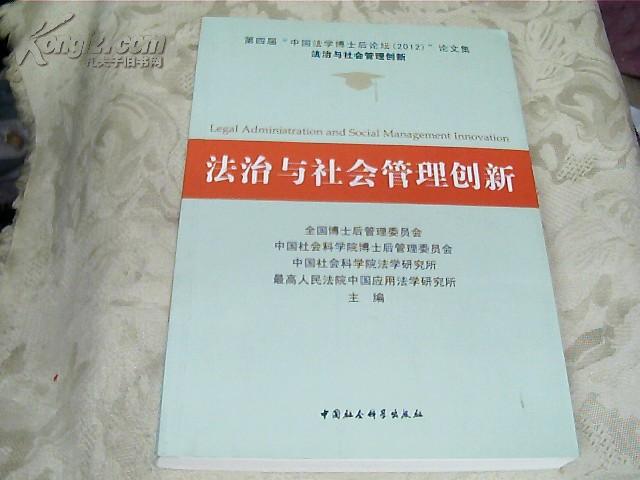 Kongfz.com
孔夫子旧书网
第四届“中国法学博士后论坛(2012)”论文集
法治与社会管理创新
Legal Administration and Social Management Innovation
法治与社会管理创新
全国博士后管理委员会
中国社会科学院博士后管理委员会
中国社会科学院法学研究所
最高人民法院中国应用法学研究所
主 编
中国社会科学出版社